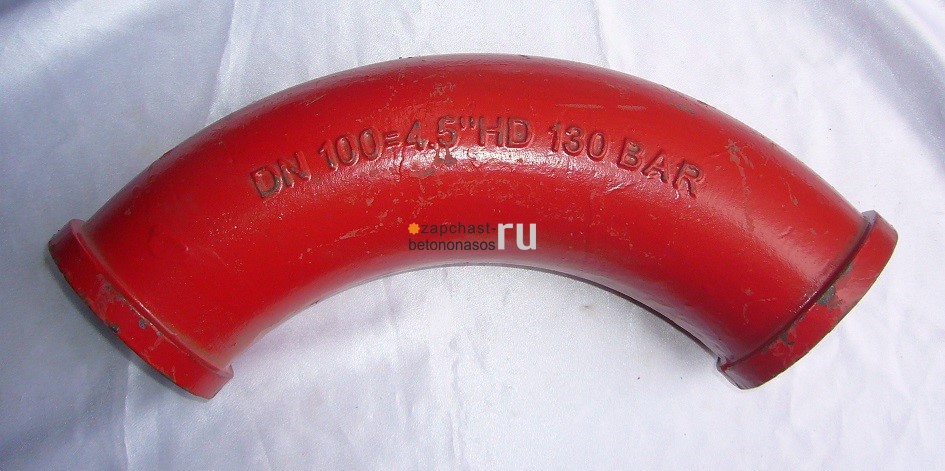 DN 100=4.5"HD 130 BAR
zapchast-
betononasos ru